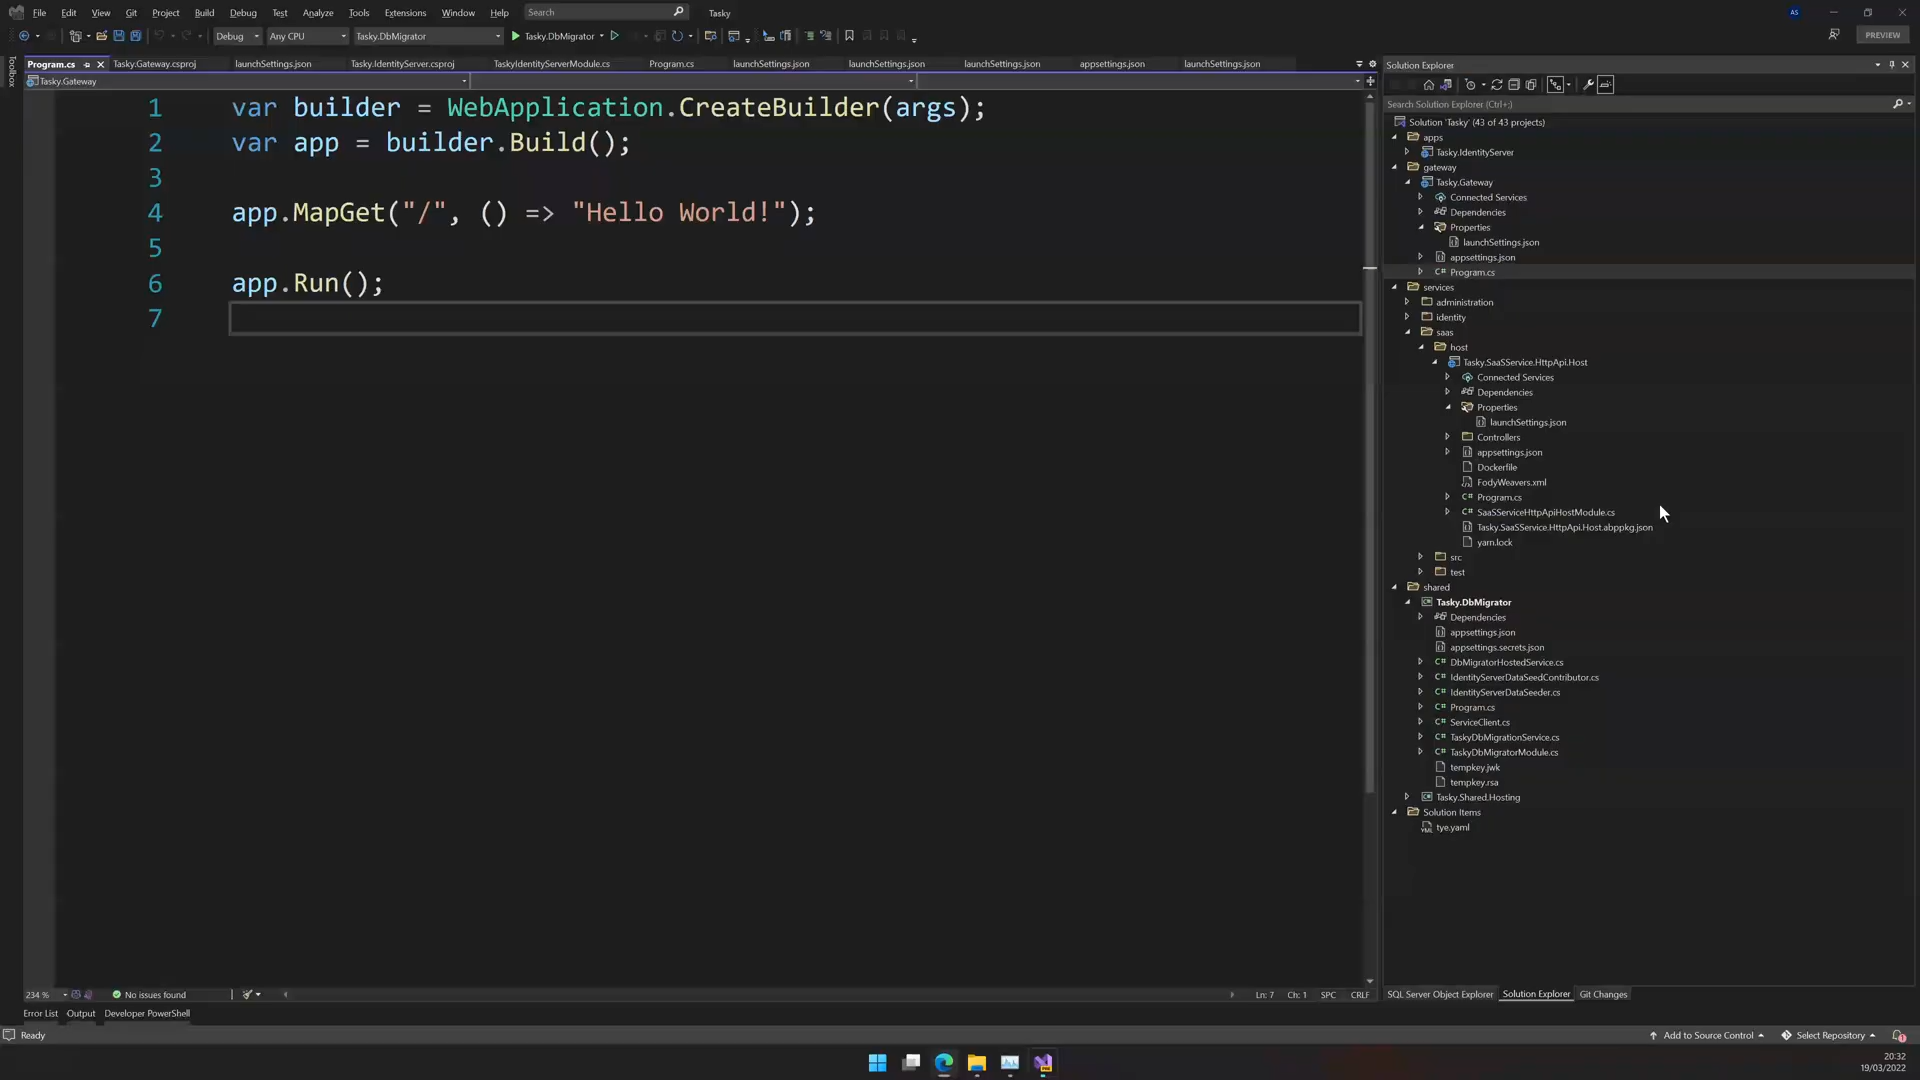 File Edit View Git Project Build Debug Test Analyze Tools Extensions Window Help Search Tasky AS
Debug Any CPU Tasky.DbMigrator Tasky.DbMigrator PREVIEW
Toolbox
Program.cs Tasky.Gateway.csproj launchSettings.json Tasky.IdentityServer.csproj TaskyIdentityServerModule.cs Program.cs launchSettings.json launchSettings.json launchSettings.json appsettings.json launchSettings.json
Tasky.Gateway
1 var builder = WebApplication.CreateBuilder(args);
2 var app = builder.Build();
3
4 app.MapGet("/", () => "Hello World!");
5
6 app.Run();
7
234 % No issues found Ln: 7 Ch: 1 SPC CRLF
Error List Output Developer PowerShell
Solution Explorer
Search Solution Explorer (Ctrl+;)
Solution 'Tasky' (43 of 43 projects)
apps
Tasky.IdentityServer
gateway
Tasky.Gateway
Connected Services
Dependencies
Properties
launchSettings.json
appsettings.json
C# Program.cs
services
administration
identity
saas
host
Tasky.SaaSService.HttpApi.Host
Connected Services
Dependencies
Properties
launchSettings.json
Controllers
appsettings.json
Dockerfile
FodyWeavers.xml
C# Program.cs
C# SaaSServiceHttpApiHostModule.cs
Tasky.SaaSService.HttpApi.Host.abppkg.json
yarn.lock
src
test
shared
Tasky.DbMigrator
Dependencies
appsettings.json
appsettings.secrets.json
C# DbMigratorHostedService.cs
C# IdentityServerDataSeedContributor.cs
C# IdentityServerDataSeeder.cs
C# Program.cs
C# ServiceClient.cs
C# TaskyDbMigrationService.cs
C# TaskyDbMigratorModule.cs
tempkey.jwk
tempkey.rsa
Tasky.Shared.Hosting
Solution Items
tye.yaml
SQL Server Object Explorer Solution Explorer Git Changes
Ready Add to Source Control Select Repository
20:32
19/03/2022